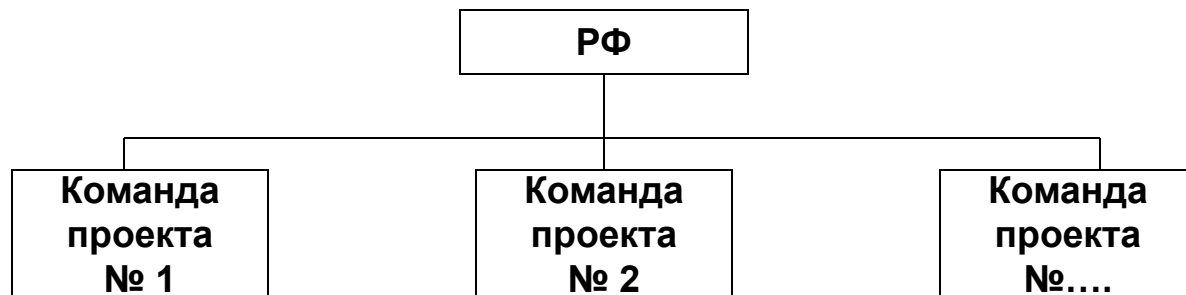 РФ
Команда
проекта
№ 1
Команда
проекта
№ 2
Команда
проекта
№….